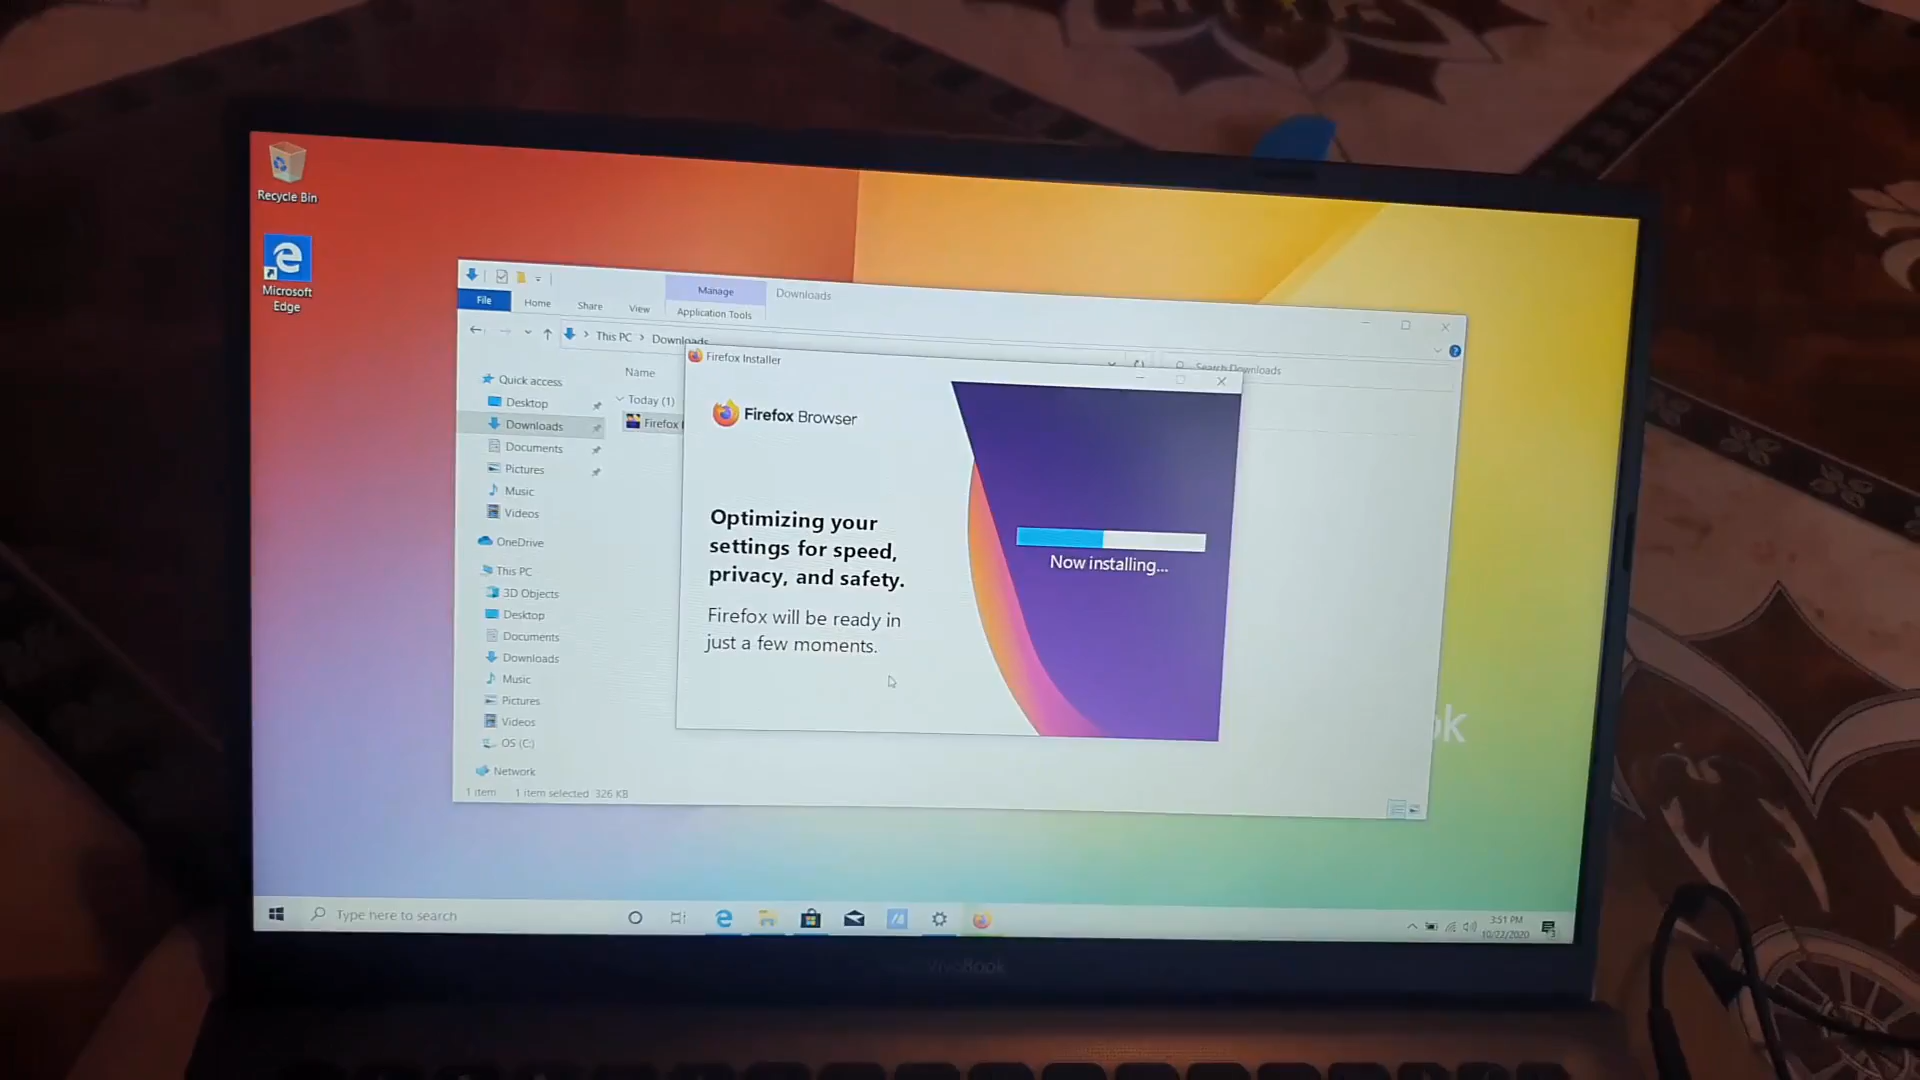 Recycle Bin
Microsoft
Edge
Manage
Downloads
File
Home
Share
View
Application Tools
This PC
Downloads
Search Downloads
Firefox Installer
Name
Today (1)
Firefox
Quick access
Desktop
Downloads
Documents
Pictures
Music
Videos
OneDrive
This PC
3D Objects
Desktop
Documents
Downloads
Music
Pictures
Videos
OS (C:)
Network
1 item
1 item selected 326 KB
Firefox Browser
Optimizing your
settings for speed,
privacy, and safety.
Firefox will be ready in
just a few moments.
Now installing...
ok
Type here to search
3:51 PM
10/22/2020
VivoBook